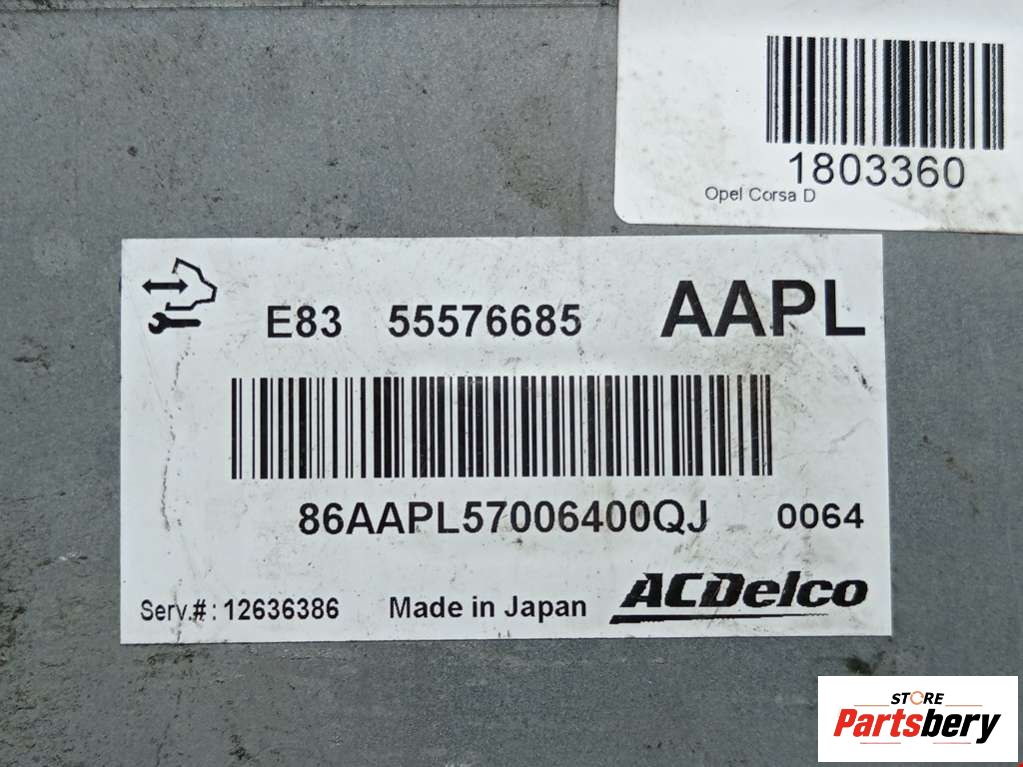 1803360
Opel Corsa D
E83 55576685 AAPL
86AAPL57006400QJ 0064
Serv.#: 12636386 Made in Japan ACDelco
STORE
Partsbery